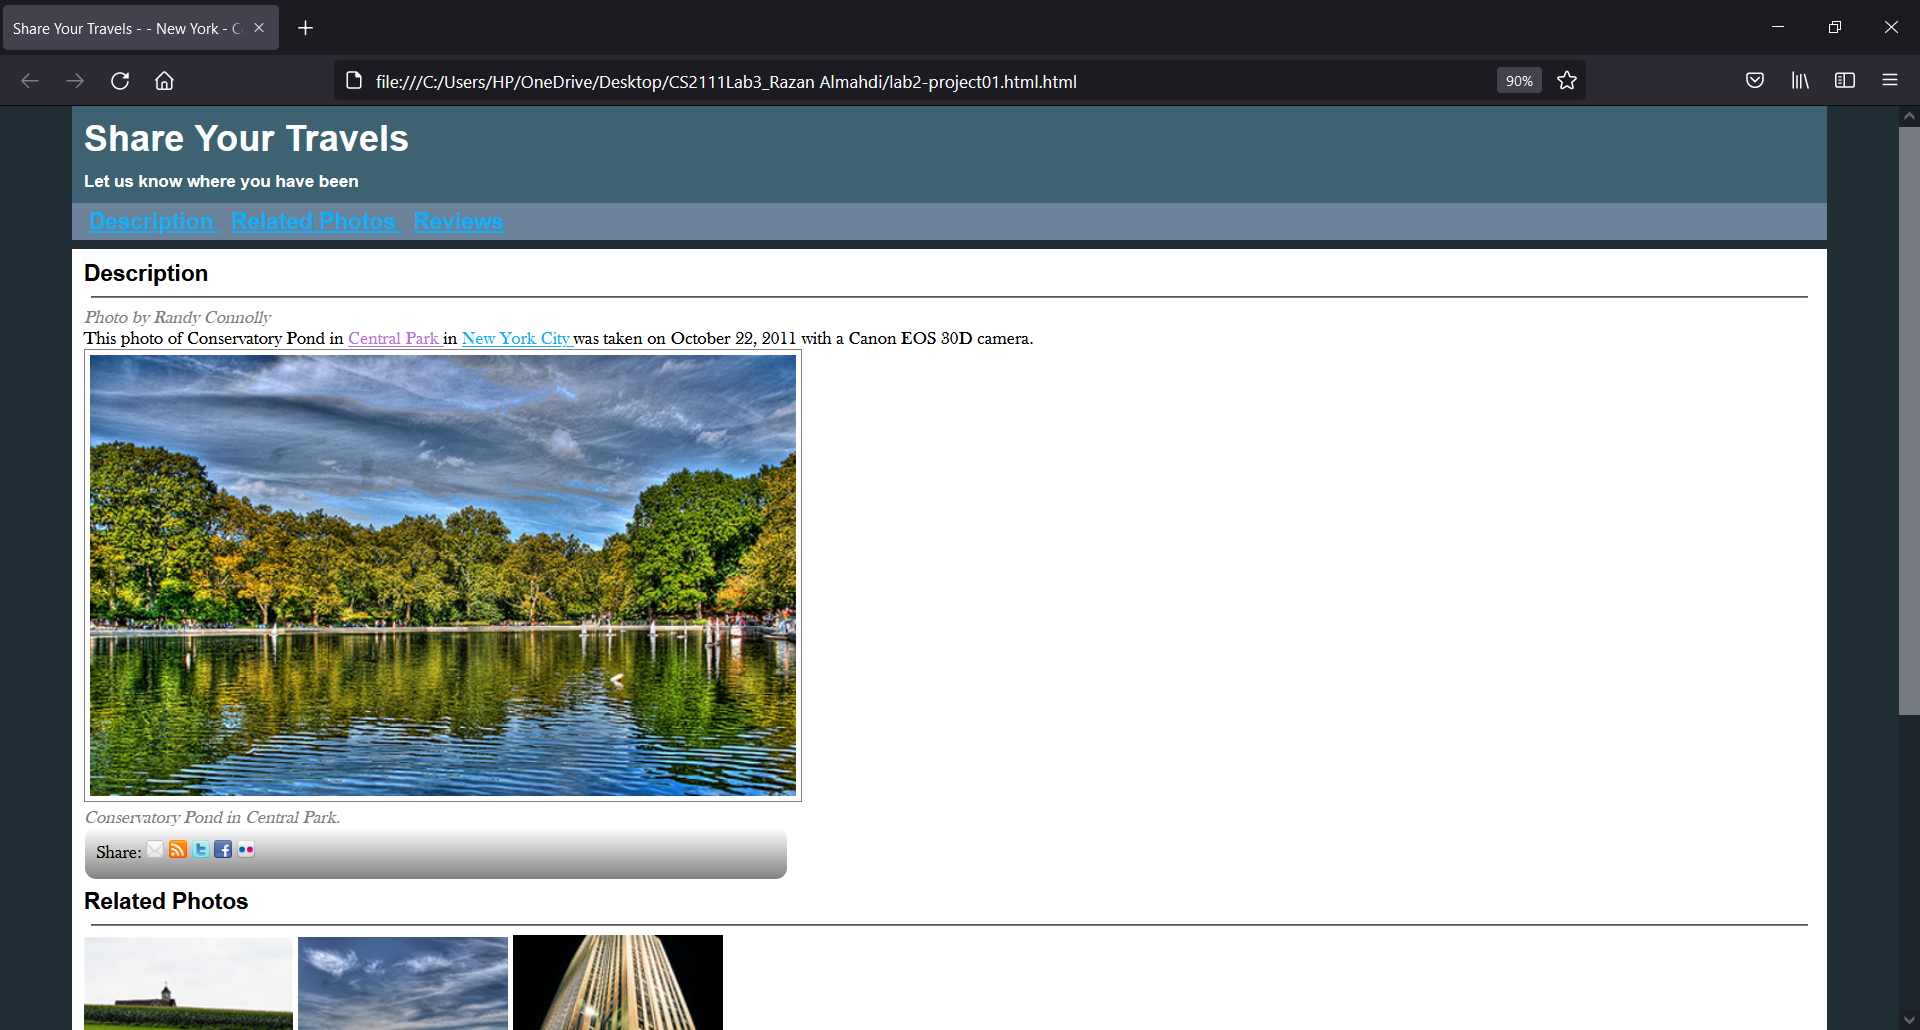 Share Your Travels - - New York - C
file:///C:/Users/HP/OneDrive/Desktop/CS2111Lab3_Razan Almahdi/lab2-project01.html.html
90%
Share Your Travels
Let us know where you have been
Description Related Photos Reviews
Description
Photo by Randy Connolly
This photo of Conservatory Pond in Central Park in New York City was taken on October 22, 2011 with a Canon EOS 30D camera.
Conservatory Pond in Central Park.
Share:
Related Photos